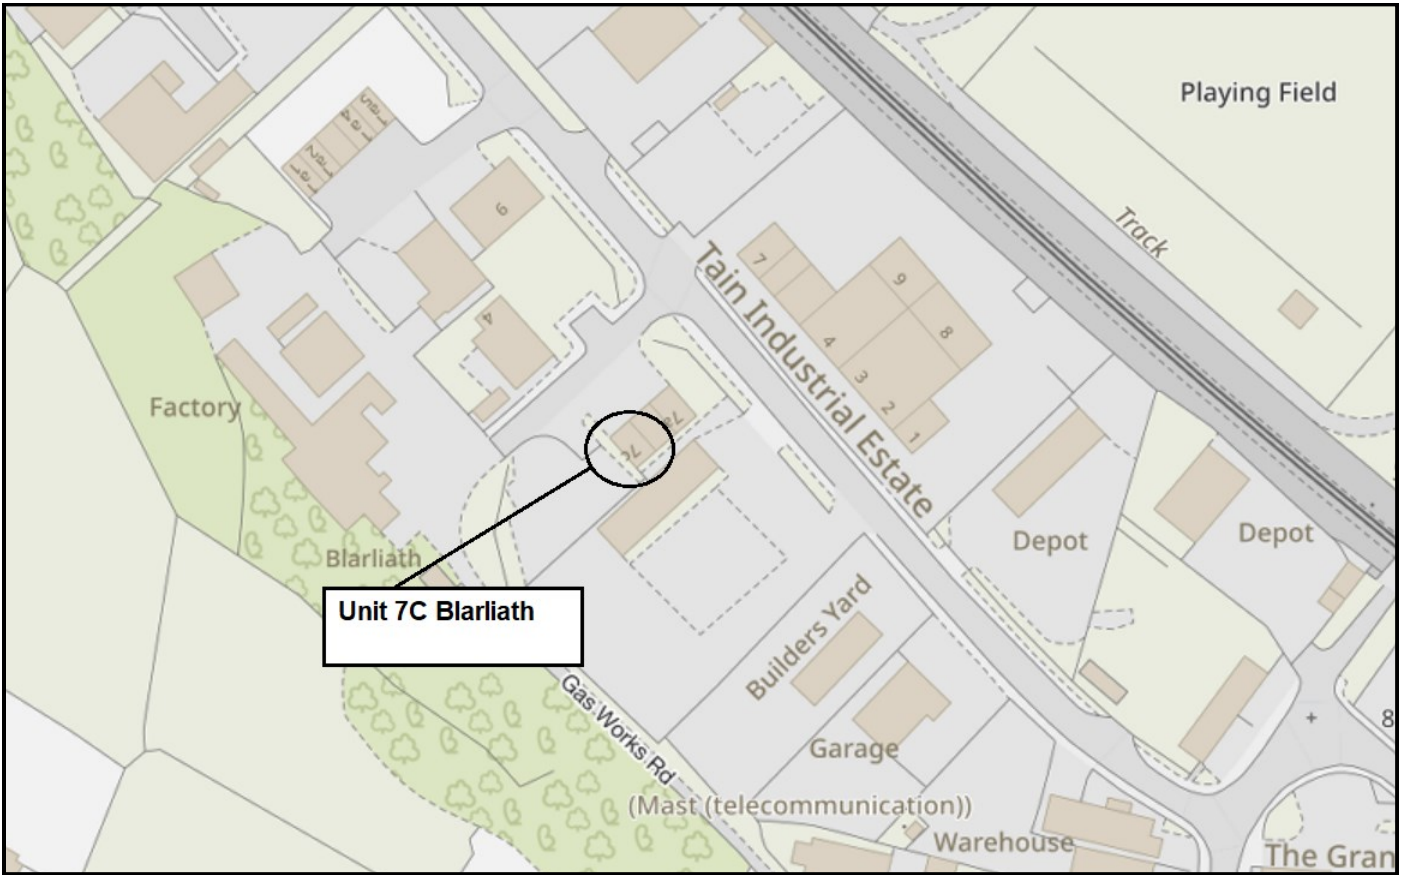 Playing Field
Track
6
7
9
Tain Industrial Estate
4
8
4
3
2
1
Factory
7a
7c
Depot
Depot
Blarliath
Unit 7C Blarliath
Builders Yard
Gas Works Rd
8
Garage
(Mast (telecommunication))
Warehouse
The Gran